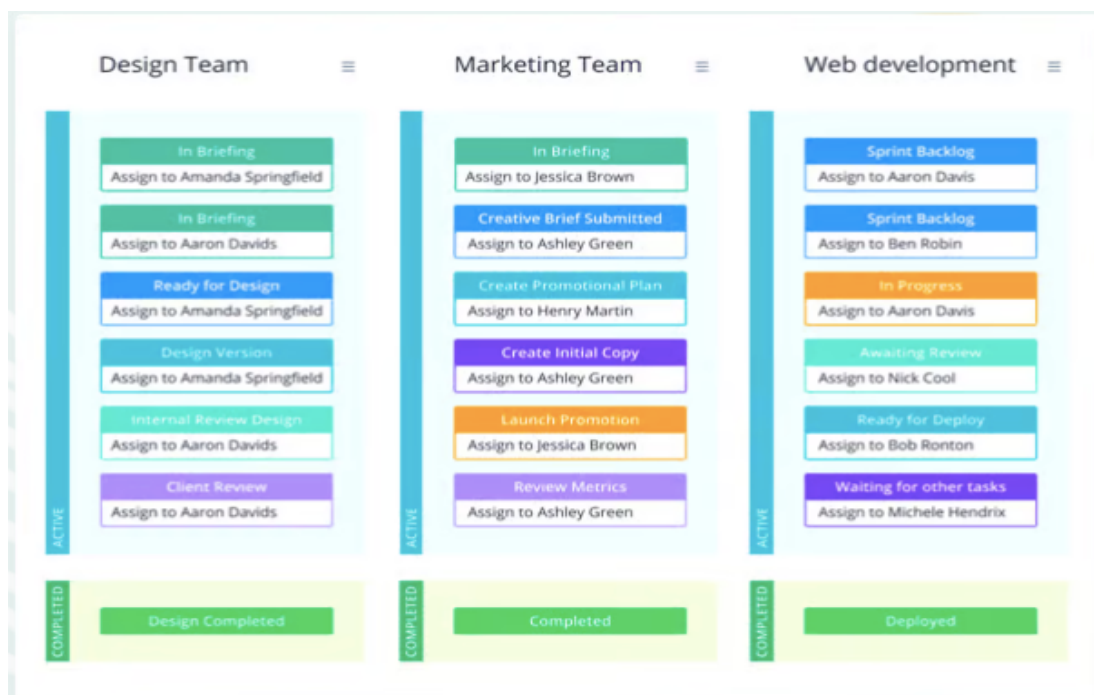 Design Team
ACTIVE
In Briefing
Assign to Amanda Springfield
In Briefing
Assign to Aaron Davids
Ready for Design
Assign to Amanda Springfield
Design Version
Assign to Amanda Springfield
Internal Review Design
Assign to Aaron Davids
Client Review
Assign to Aaron Davids
COMPLETED
Design Completed
Marketing Team
ACTIVE
In Briefing
Assign to Jessica Brown
Creative Brief Submitted
Assign to Ashley Green
Create Promotional Plan
Assign to Henry Martin
Create Initial Copy
Assign to Ashley Green
Launch Promotion
Assign to Jessica Brown
Review Metrics
Assign to Ashley Green
COMPLETED
Completed
Web development
ACTIVE
Sprint Backlog
Assign to Aaron Davis
Sprint Backlog
Assign to Ben Robin
In Progress
Assign to Aaron Davis
Awaiting Review
Assign to Nick Cool
Ready for Deploy
Assign to Bob Ronton
Waiting for other tasks
Assign to Michele Hendrix
COMPLETED
Deployed